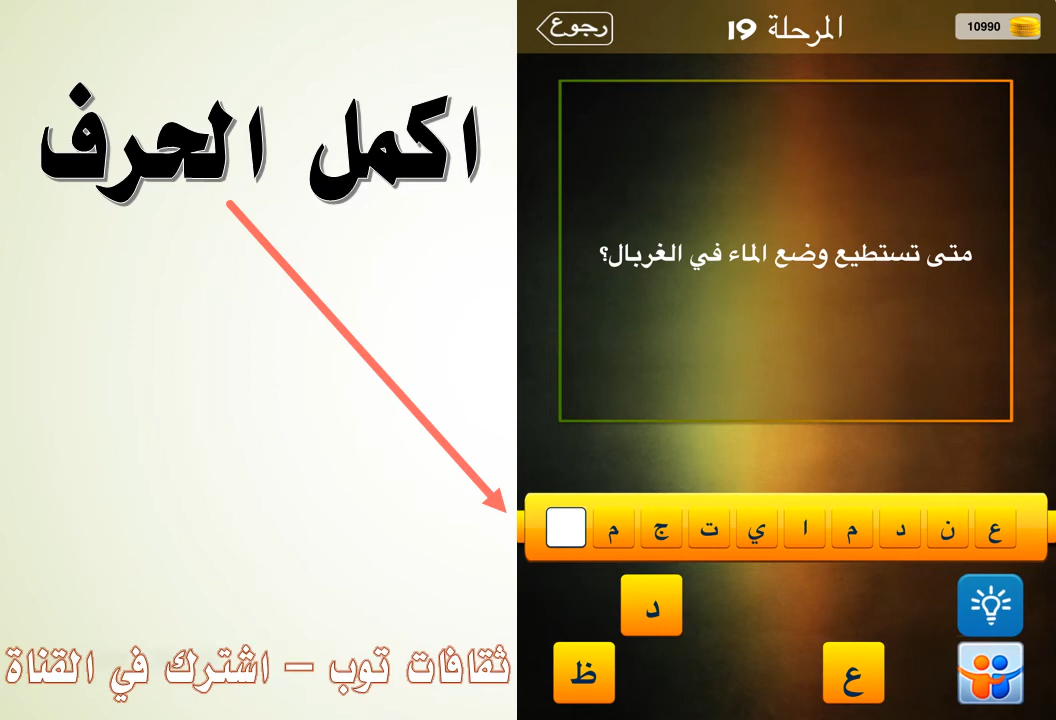 اكمل الحرف
ثقافات توب – اشترك في القناة
رجوع
المرحلة 19
10990
متى تستطيع وضع الماء في الغربال؟
ع ن د م ا ي ت ج م
د
ظ ع